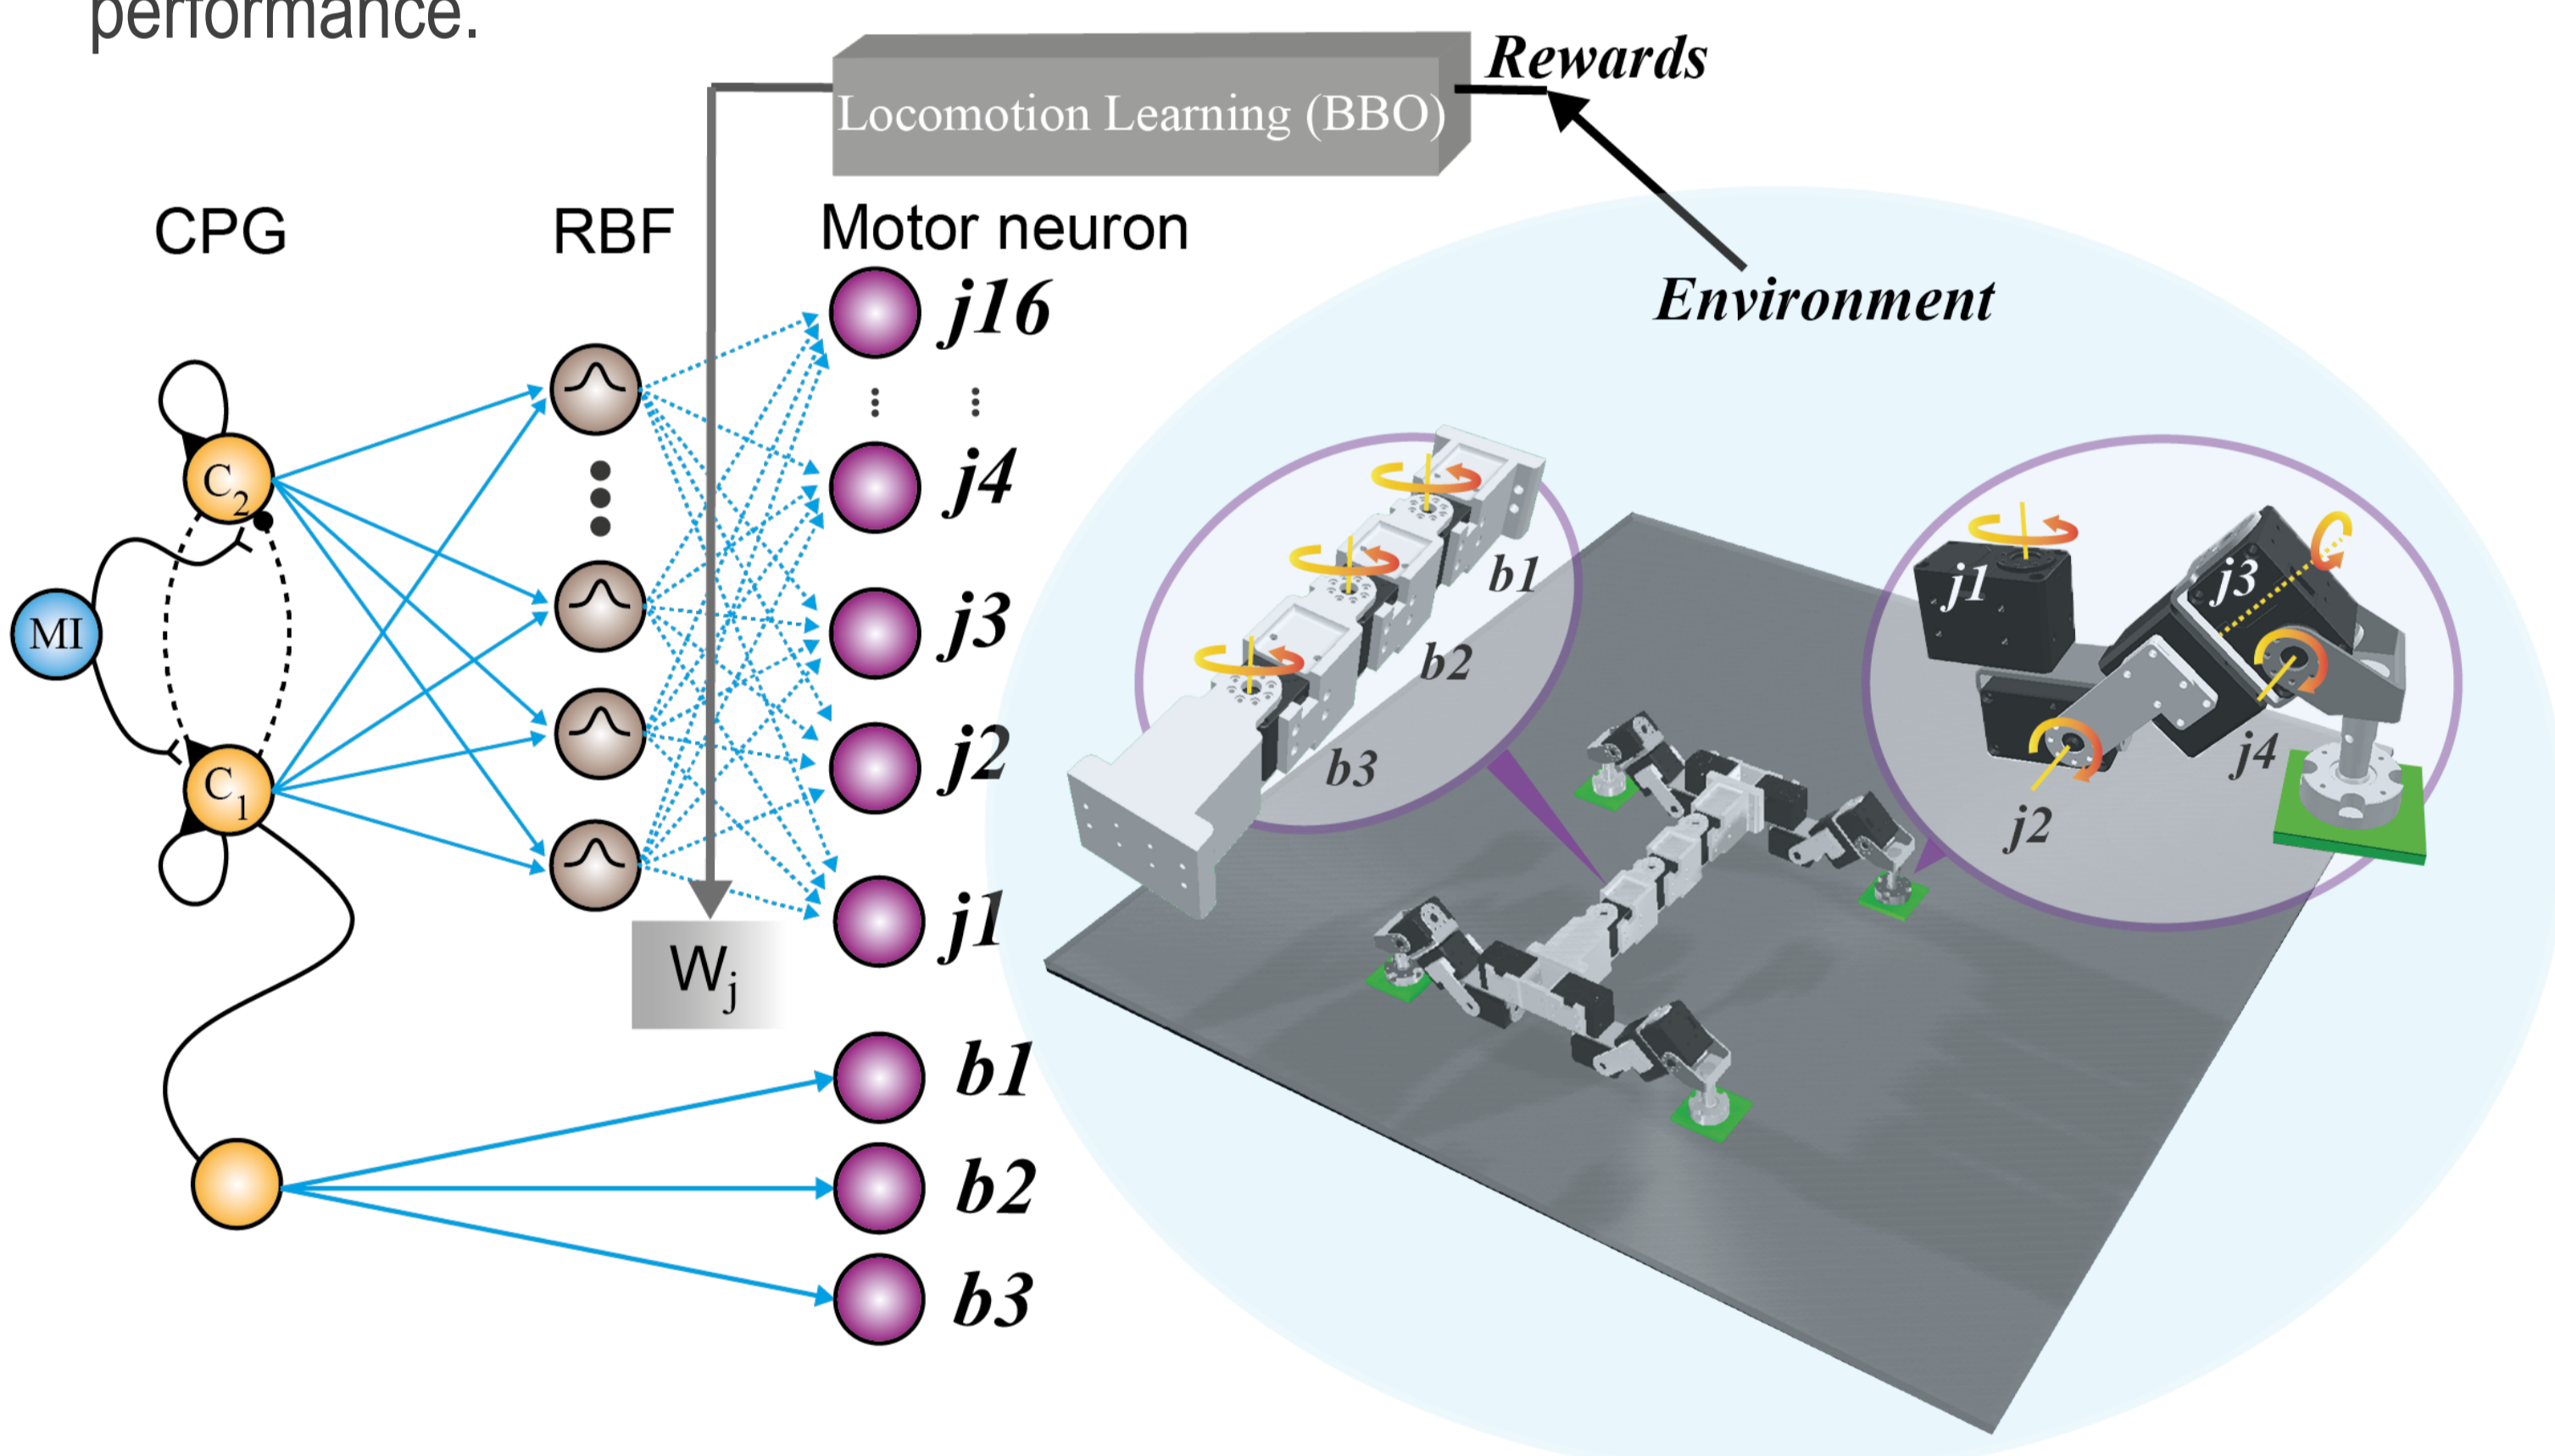 performance.
Rewards
Locomotion Learning (BBO)
CPG
RBF
Motor neuron
Environment
j16
j4
j3
j2
j1
C2
MI
C1
Wj
b1
b2
b3
b1
b2
b3
j1
j3
j4
j2